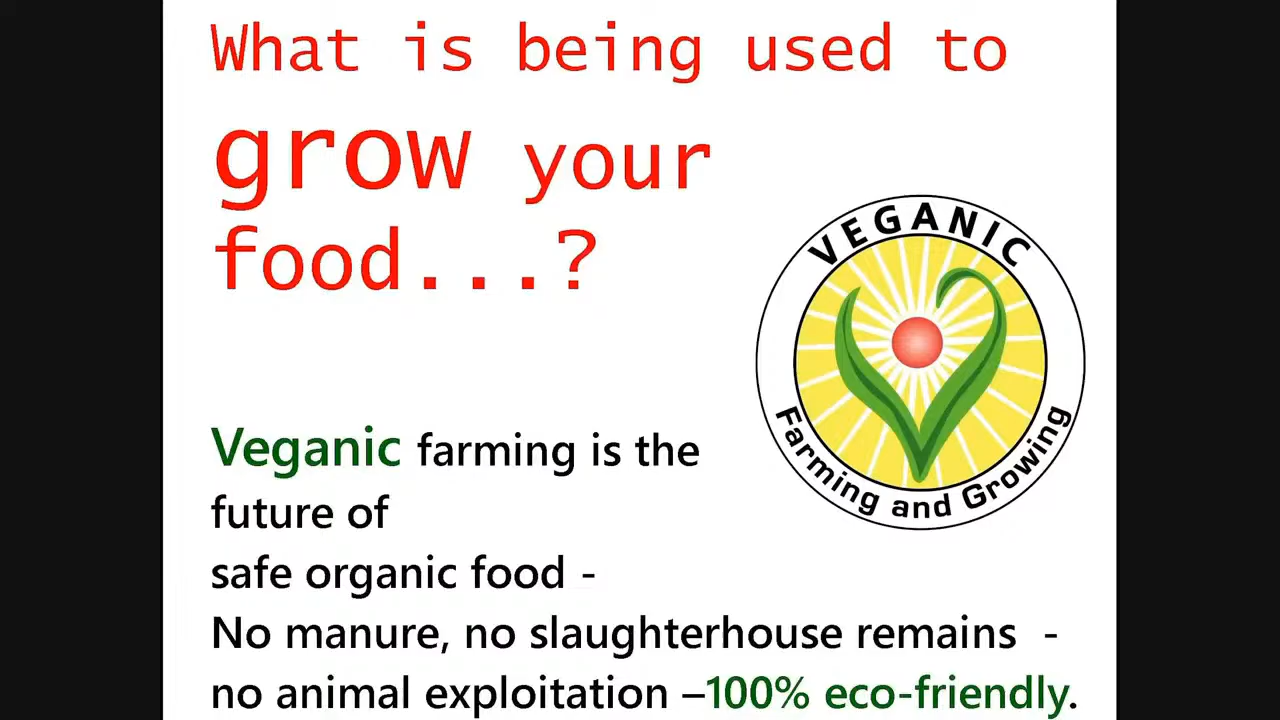 What is being used to
grow your
food...?
VEGANIC
Farming and Growing
Veganic farming is the
future of
safe organic food -
No manure, no slaughterhouse remains -
no animal exploitation –100% eco-friendly.